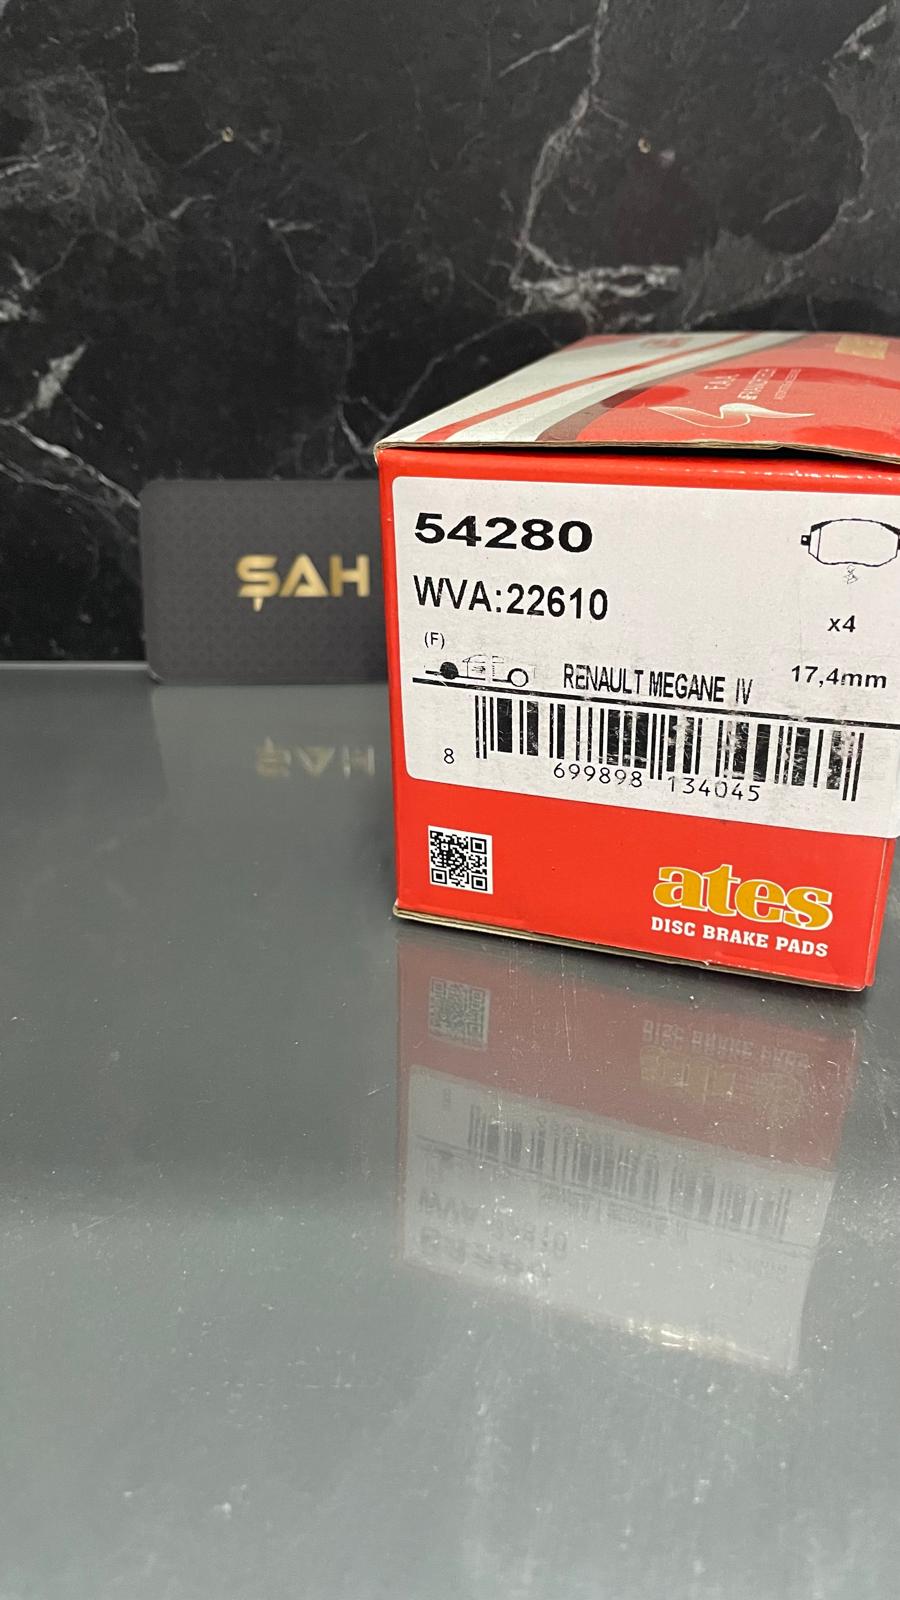 ŞAH
54280
WVA:22610
x4
(F)
RENAULT MEGANE IV
17,4mm
8 699898 134045
ates
DISC BRAKE PADS